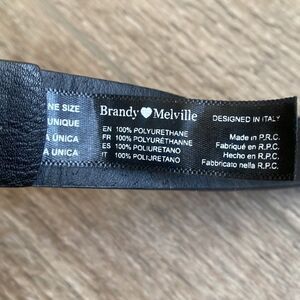 NE SIZE
UNIQUE
A ÚNICA
A UNICA
Brandy♥Melville
EN 100% POLYURETHANE
FR 100% POLYURÉTHANNE
ES 100% POLIURETANO
IT 100% POLIURETANO
DESIGNED IN ITALY
Made in P.R.C.
Fabriqué en R.P.C.
Hecho en R.P.C.
Fabbricato nella R.P.C.